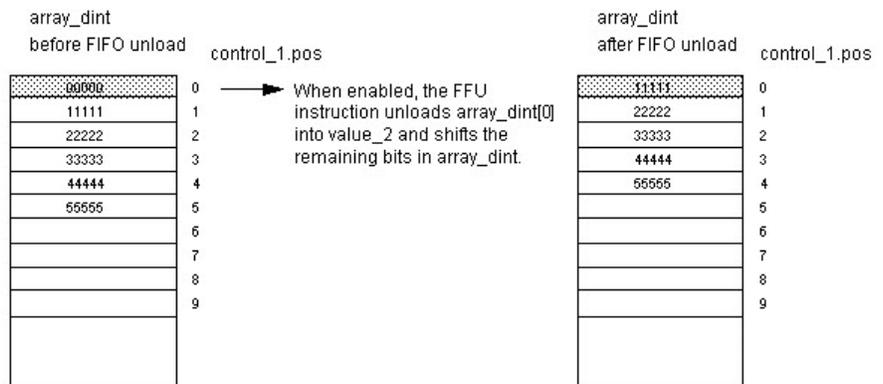 array_dint
before FIFO unload
control_1.pos
00000 0
11111 1
22222 2
33333 3
44444 4
55555 5
6
7
8
9
When enabled, the FFU
instruction unloads array_dint[0]
into value_2 and shifts the
remaining bits in array_dint.
array_dint
after FIFO unload
control_1.pos
11111 0
22222 1
33333 2
44444 3
55555 4
5
6
7
8
9